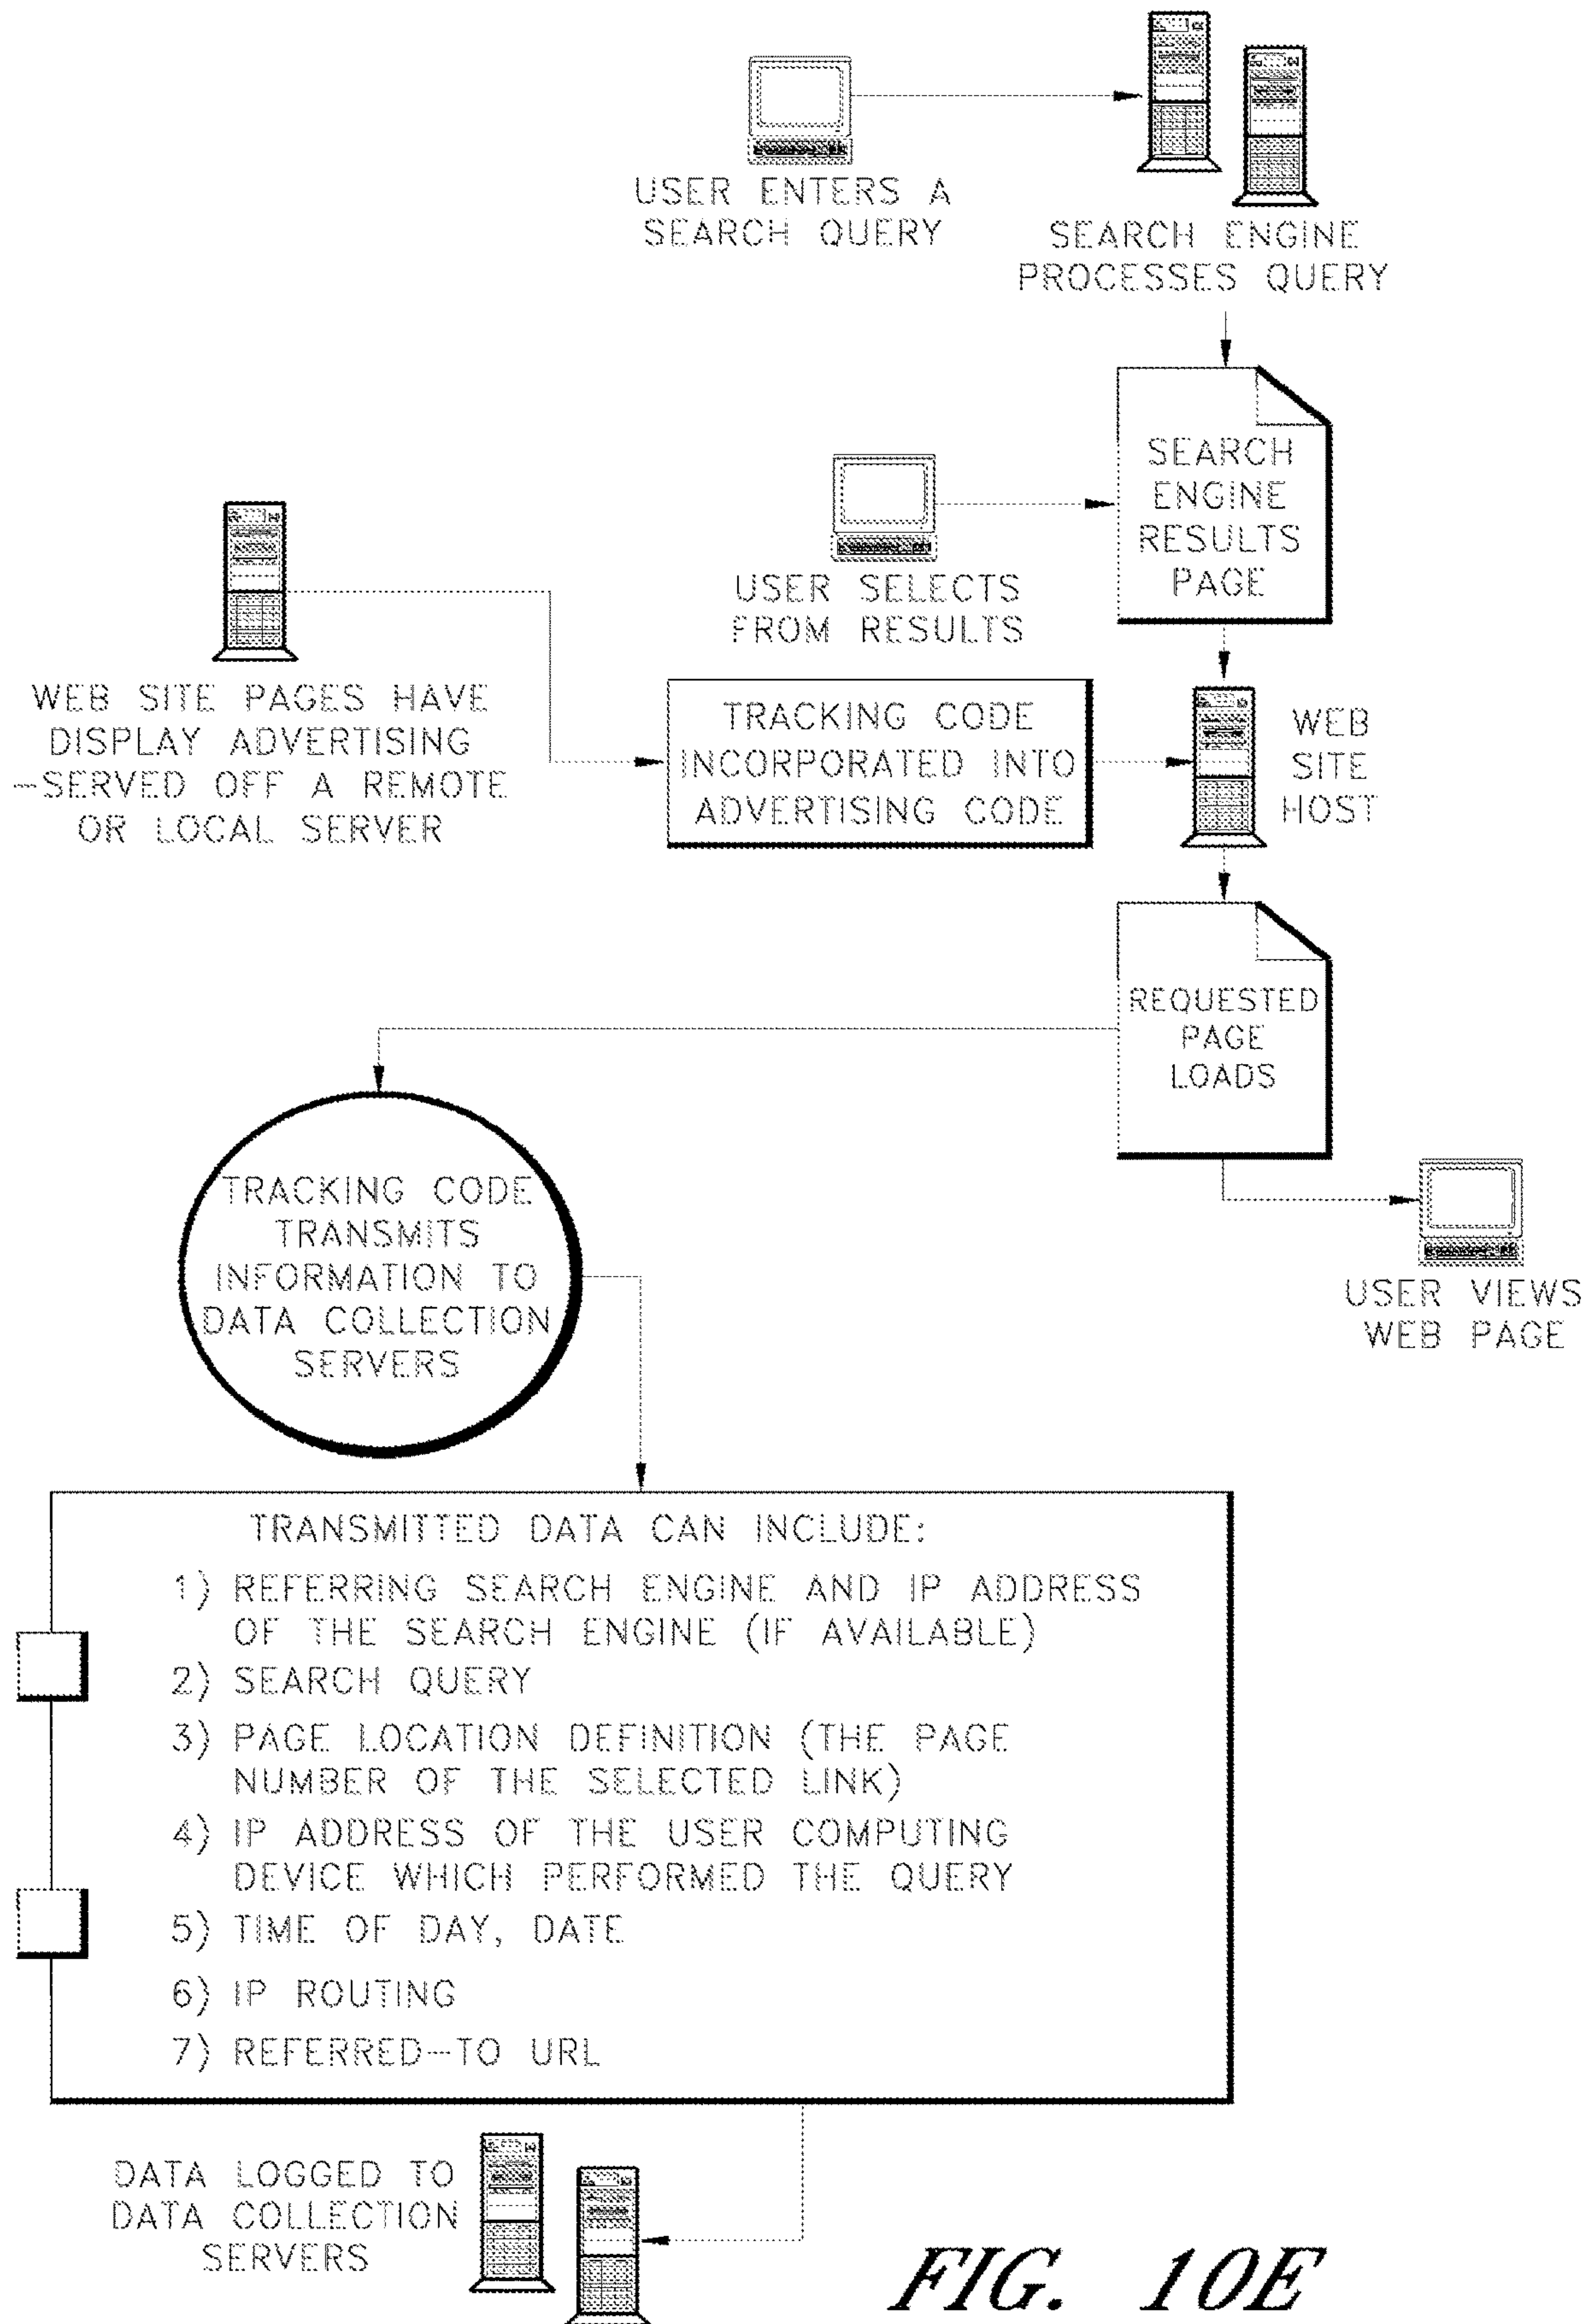 USER ENTERS A
SEARCH QUERY
SEARCH ENGINE
PROCESSES QUERY
SEARCH
ENGINE
RESULTS
PAGE
USER SELECTS
FROM RESULTS
WEB SITE PAGES HAVE
DISPLAY ADVERTISING
-SERVED OFF A REMOTE
OR LOCAL SERVER
TRACKING CODE
INCORPORATED INTO
ADVERTISING CODE
WEB
SITE
HOST
REQUESTED
PAGE
LOADS
TRACKING CODE
TRANSMITS
INFORMATION TO
DATA COLLECTION
SERVERS
USER VIEWS
WEB PAGE
TRANSMITTED DATA CAN INCLUDE:
1) REFERRING SEARCH ENGINE AND IP ADDRESS
OF THE SEARCH ENGINE (IF AVAILABLE)
2) SEARCH QUERY
3) PAGE LOCATION DEFINITION (THE PAGE
NUMBER OF THE SELECTED LINK)
4) IP ADDRESS OF THE USER COMPUTING
DEVICE WHICH PERFORMED THE QUERY
5) TIME OF DAY, DATE
6) IP ROUTING
7) REFERRED-TO URL
DATA LOGGED TO
DATA COLLECTION
SERVERS
FIG. 10E